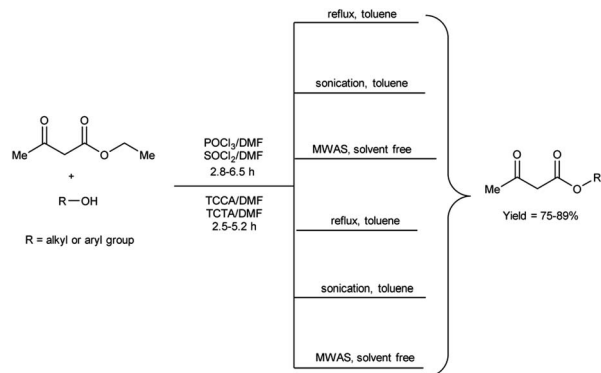 reflux, toluene
sonication, toluene
MWAS, solvent free
reflux, toluene
sonication, toluene
MWAS, solvent free
O
O
Me
O
Me
+
R—OH
R = alkyl or aryl group
POCl₃/DMF
SOCl₂/DMF
2.8-6.5 h
TCCA/DMF
TCTA/DMF
2.5-5.2 h
O
O
Me
O
R
Yield = 75-89%